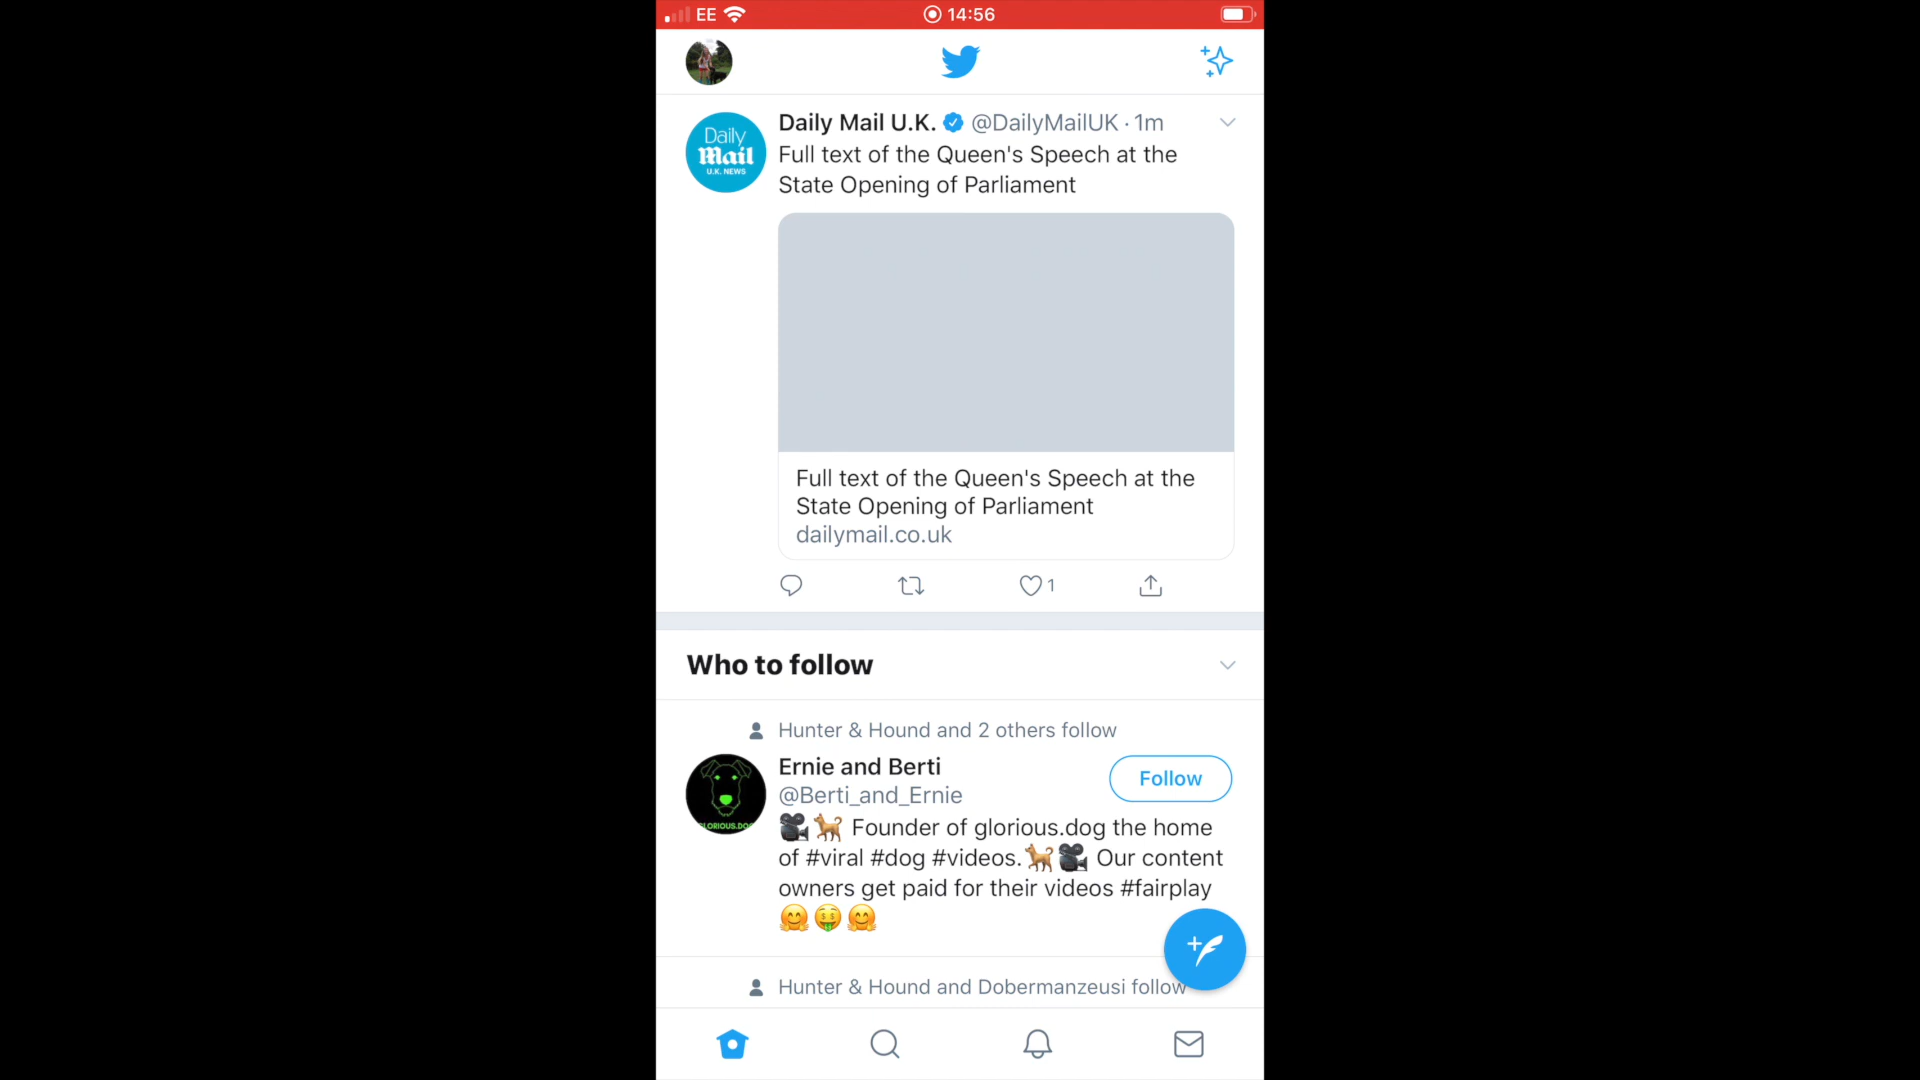 EE 14:56
Daily Mail U.K. @DailyMailUK · 1m
Daily
Mail
U.K. NEWS
Full text of the Queen's Speech at the
State Opening of Parliament
Full text of the Queen's Speech at the
State Opening of Parliament
dailymail.co.uk
1
Who to follow
Hunter & Hound and 2 others follow
Ernie and Berti
@Berti_and_Ernie
Follow
GLORIOUS.DOG
🎥🐕 Founder of glorious.dog the home
of #viral #dog #videos.🐕🎥 Our content
owners get paid for their videos #fairplay
🤗🤑🤗
Hunter & Hound and Dobermanzeusi follow